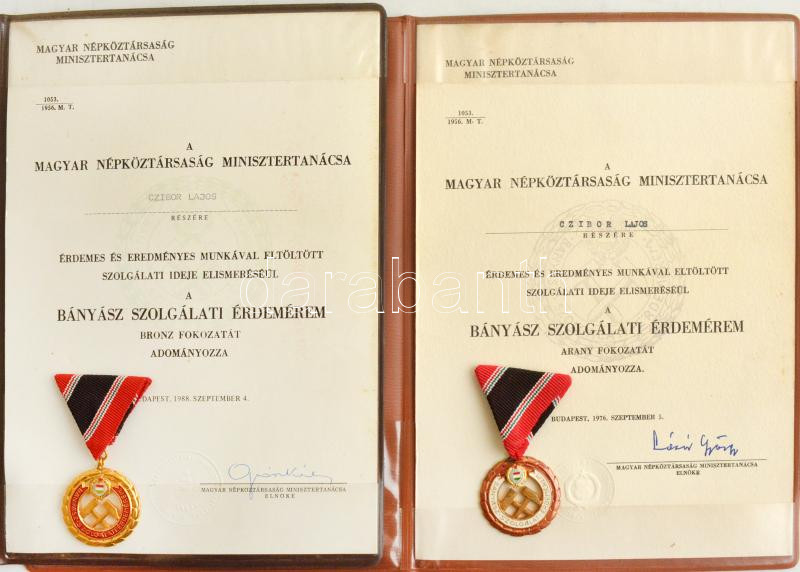 MAGYAR NÉPKÖZTÁRSASÁG
MINISZTERTANÁCSA
1053.
1956. M. T.
A
MAGYAR NÉPKÖZTÁRSASÁG MINISZTERTANÁCSA
CZIBOR LAJOS
RÉSZÉRE
ÉRDEMES ÉS EREDMÉNYES MUNKÁVAL ELTÖLTÖTT
SZOLGÁLATI IDEJE ELISMERÉSÉÜL
A
BÁNYÁSZ SZOLGÁLATI ÉRDEMÉREM
BRONZ FOKOZATÁT
ADOMÁNYOZZA
BUDAPEST, 1988. SZEPTEMBER 4.
MAGYAR NÉPKÖZTÁRSASÁG MINISZTERTANÁCSA
ELNÖKE
MAGYAR NÉPKÖZTÁRSASÁG
MINISZTERTANÁCSA
1053.
1956. M. T.
A
MAGYAR NÉPKÖZTÁRSASÁG MINISZTERTANÁCSA
CZIBOR LAJOS
RÉSZÉRE
ÉRDEMES ÉS EREDMÉNYES MUNKÁVAL ELTÖLTÖTT
SZOLGÁLATI IDEJE ELISMERÉSÉÜL
A
BÁNYÁSZ SZOLGÁLATI ÉRDEMÉREM
ARANY FOKOZATÁT
ADOMÁNYOZZA.
BUDAPEST, 1976. SZEPTEMBER 5.
MAGYAR NÉPKÖZTÁRSASÁG MINISZTERTANÁCSA
ELNÖKE
darabanth